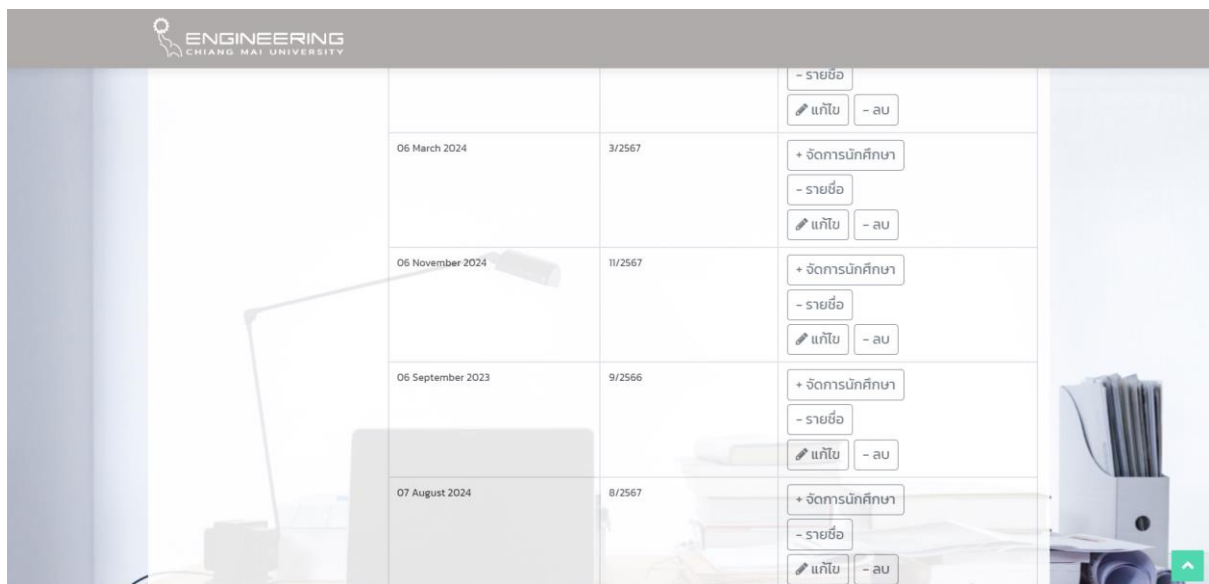 ENGINEERING
CHIANG MAI UNIVERSITY
- รายชื่อ
แก้ไข - ลบ
06 March 2024 3/2567 + จัดการนักศึกษา
- รายชื่อ
แก้ไข - ลบ
06 November 2024 11/2567 + จัดการนักศึกษา
- รายชื่อ
แก้ไข - ลบ
06 September 2023 9/2566 + จัดการนักศึกษา
- รายชื่อ
แก้ไข - ลบ
07 August 2024 8/2567 + จัดการนักศึกษา
- รายชื่อ
แก้ไข - ลบ